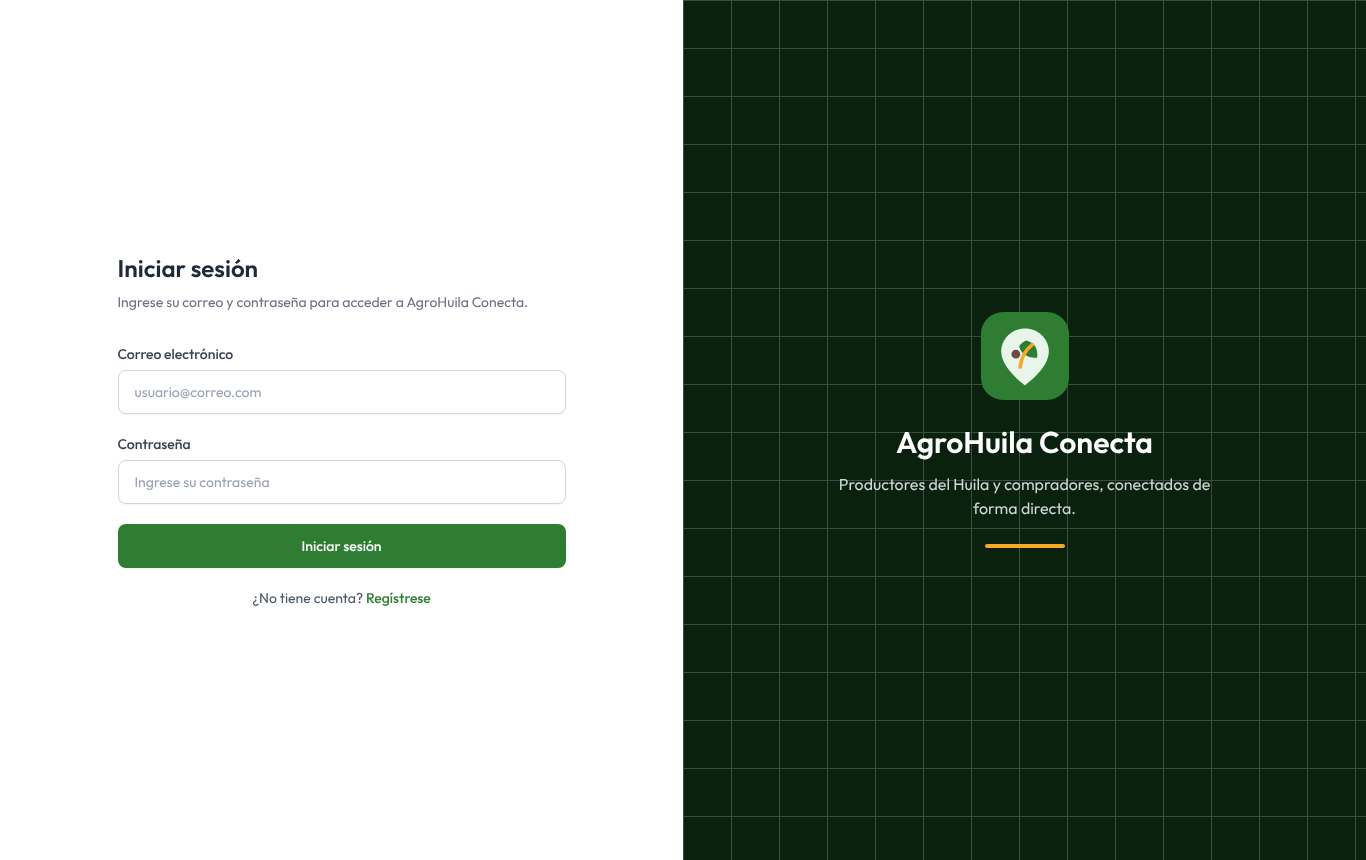 Iniciar sesión
Ingrese su correo y contraseña para acceder a AgroHuila Conecta.
Correo electrónico
usuario@correo.com
Contraseña
Ingrese su contraseña
Iniciar sesión
¿No tiene cuenta? Regístrese
AgroHuila Conecta
Productores del Huila y compradores, conectados de
forma directa.